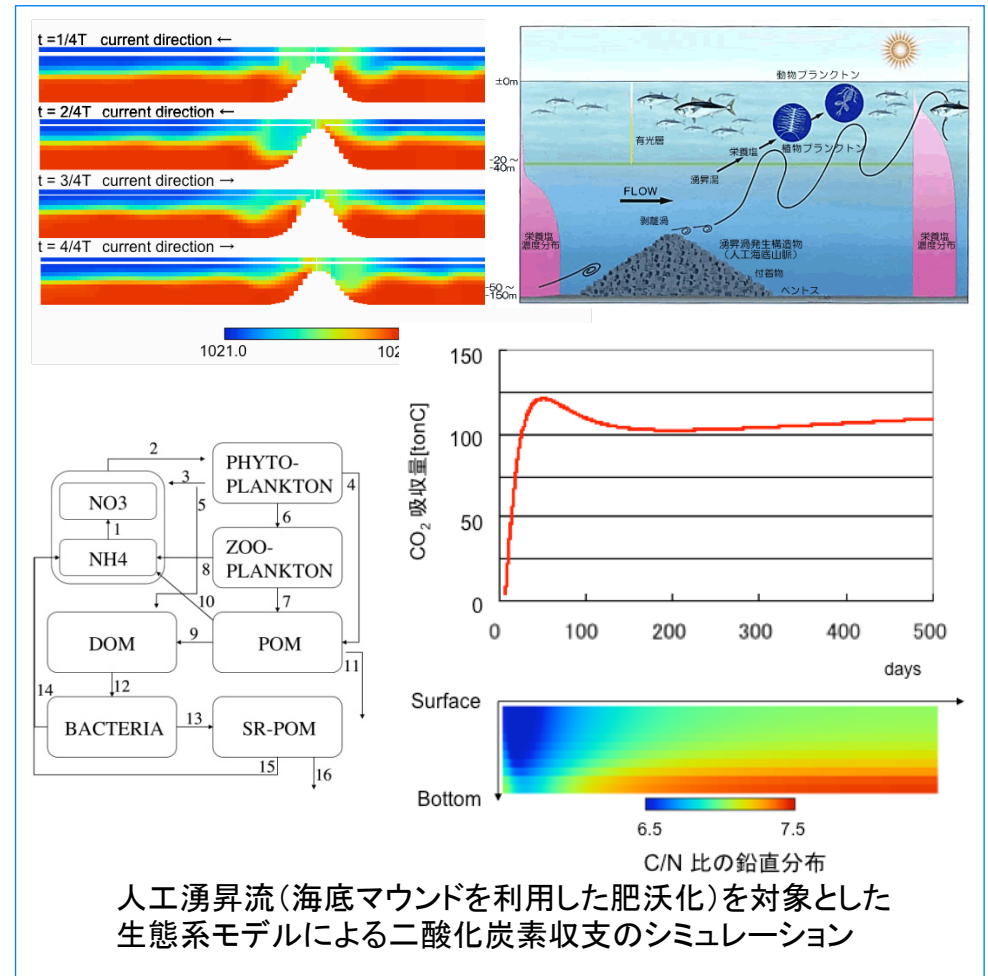 t =1/4T current direction ←
t = 2/4T current direction ←
t = 3/4T current direction →
t = 4/4T current direction →
1021.0
動物プランクトン
±0m
有光層
栄養塩
植物プランクトン
-20～
-40m
湧昇渦
FLOW
剥離渦
栄養塩
濃度分布
湧昇渦発生構造物
(人工海底山脈)
栄養塩
濃度分布
付着物
ベントス
-50～
-150m
CO2 吸収量[tonC]
150
100
50
0
0 100 200 300 400 500
days
2
PHYTO-
PLANKTON
3
4
5
NO3
6
1
ZOO-
PLANKTON
NH4
8
7
10
DOM
9
POM
11
14
12
BACTERIA
13
SR-POM
15
16
Surface
Bottom
6.5 7.5
C/N 比の鉛直分布
人工湧昇流(海底マウンドを利用した肥沃化)を対象とした
生態系モデルによる二酸化炭素収支のシミュレーション